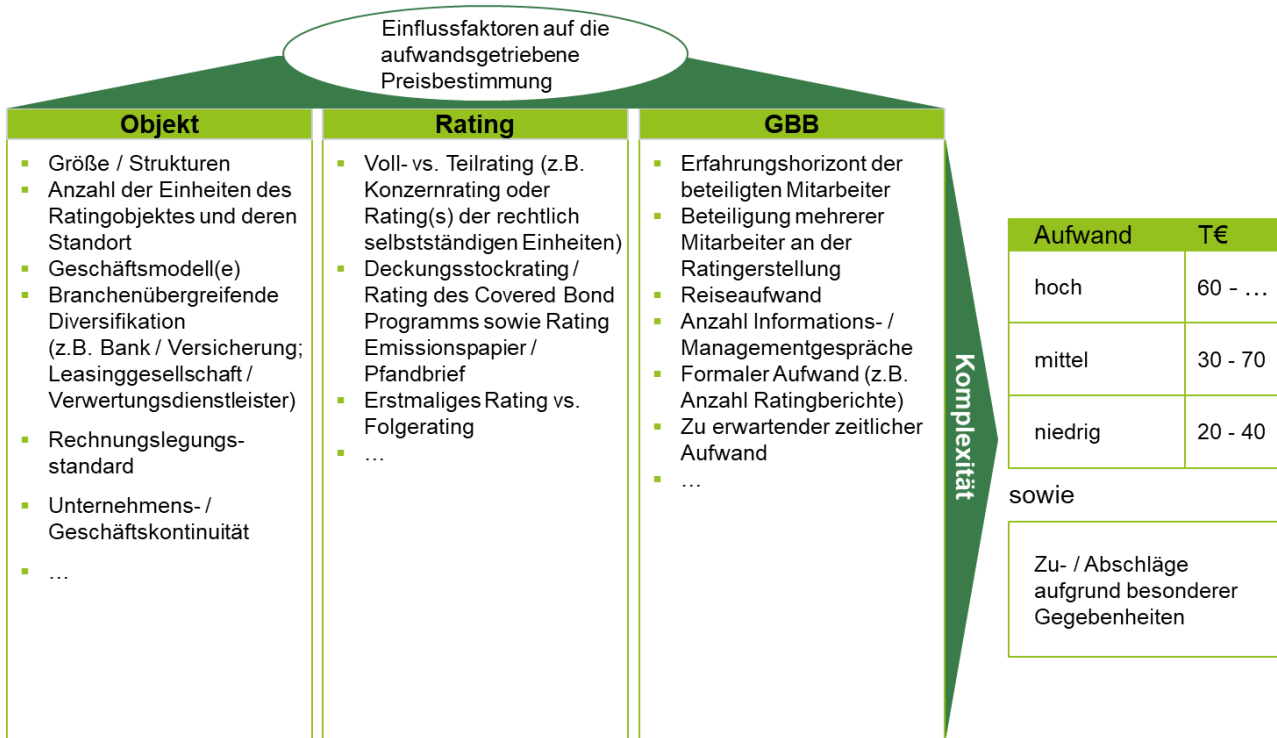 Einflussfaktoren auf die
aufwandsgetriebene
Preisbestimmung
Objekt
Größe / Strukturen
Anzahl der Einheiten des
Ratingobjektes und deren
Standort
Geschäftsmodell(e)
Branchenübergreifende
Diversifikation
(z.B. Bank / Versicherung;
Leasinggesellschaft /
Verwertungsdienstleister)
Rechnungslegungs-
standard
Unternehmens- /
Geschäftskontinuität
…
Rating
Voll- vs. Teilrating (z.B.
Konzernrating oder
Rating(s) der rechtlich
selbstständigen Einheiten)
Deckungsstockrating /
Rating des Covered Bond
Programms sowie Rating
Emissionspapier /
Pfandbrief
Erstmaliges Rating vs.
Folgerating
…
GBB
Erfahrungshorizont der
beteiligten Mitarbeiter
Beteiligung mehrerer
Mitarbeiter an der
Ratingerstellung
Reiseaufwand
Anzahl Informations- /
Managementgespräche
Formaler Aufwand (z.B.
Anzahl Ratingberichte)
Zu erwartender zeitlicher
Aufwand
…
Komplexität
Aufwand T€
hoch 60 - …
mittel 30 - 70
niedrig 20 - 40
sowie
Zu- / Abschläge
aufgrund besonderer
Gegebenheiten